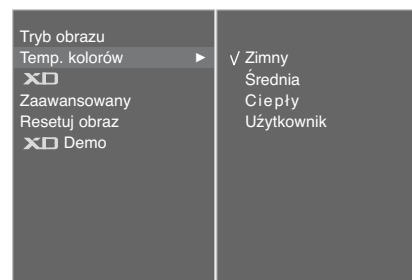 Tryb obrazu
Temp. kolorów ►
XD
Zaawansowany
Resetuj obraz
XD Demo
√ Zimny
Średnia
Ciepły
Użytkownik